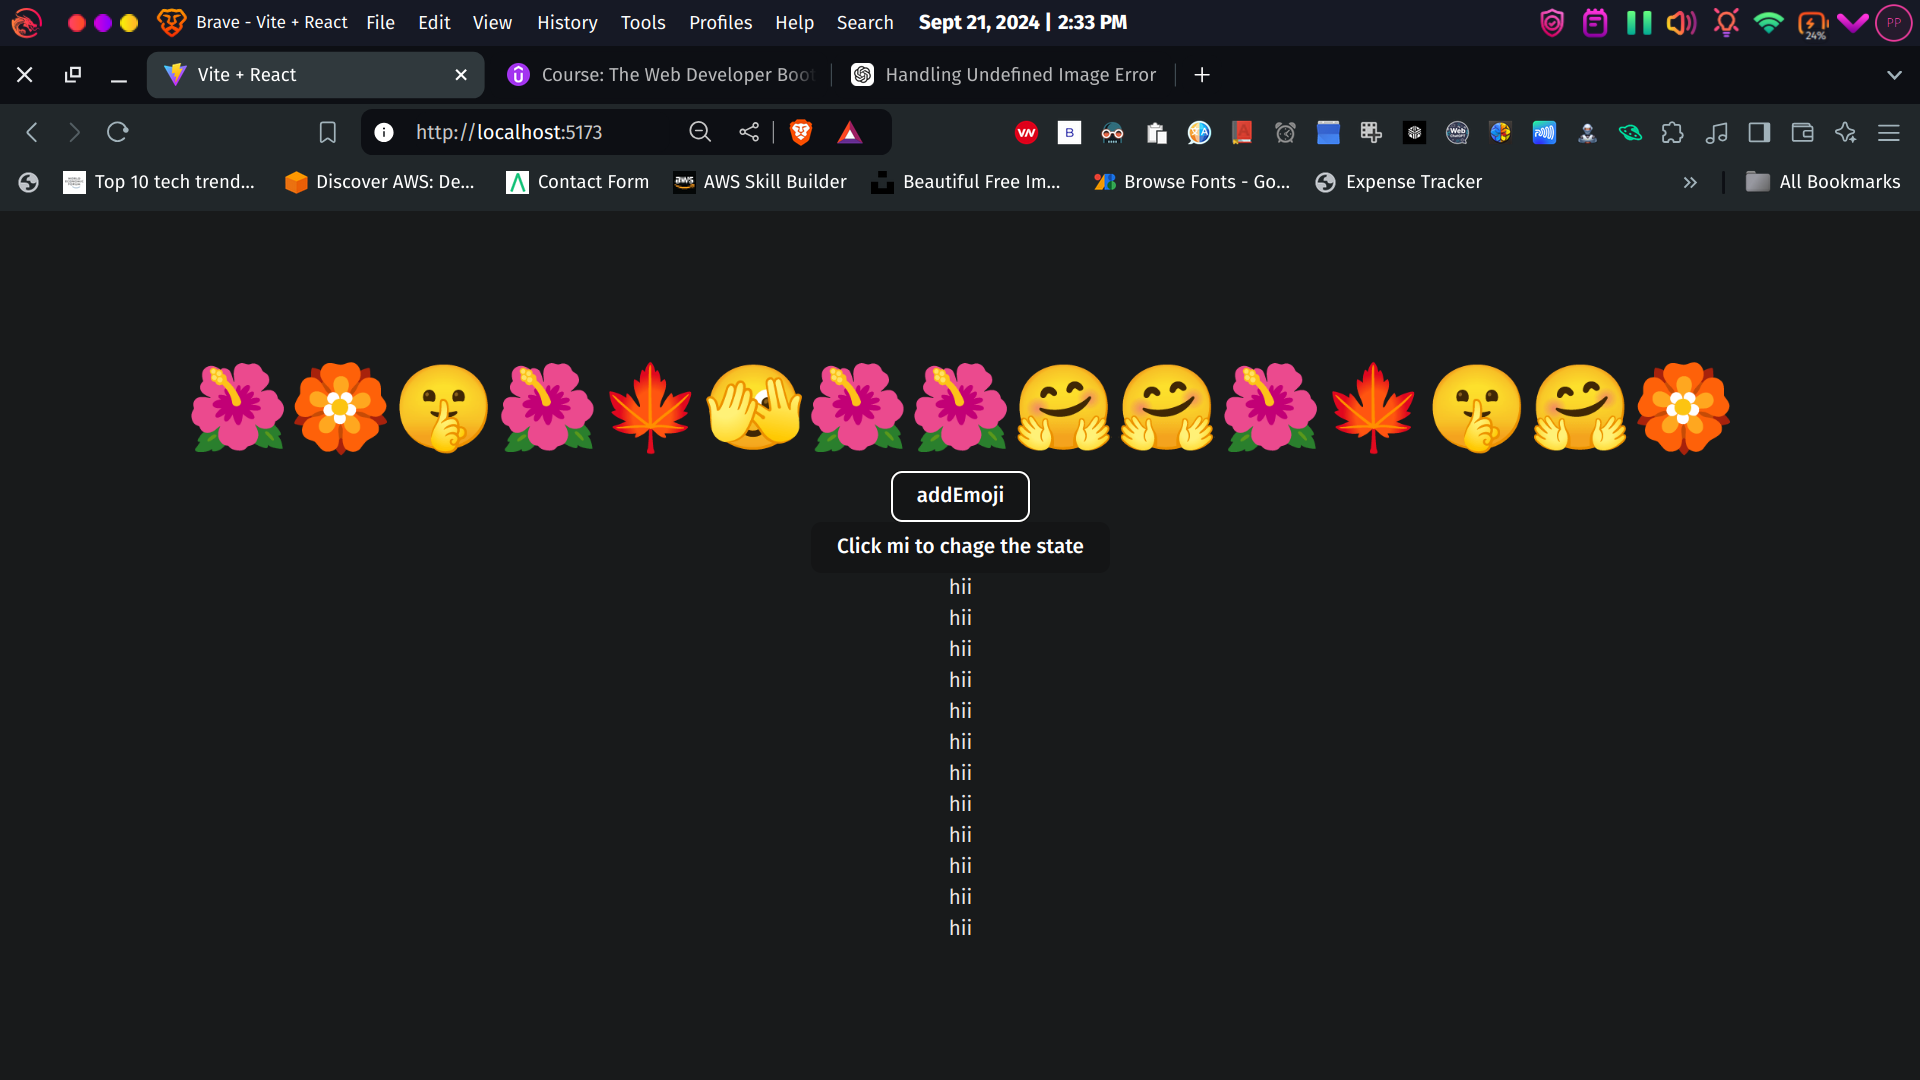 Brave - Vite + React File Edit View History Tools Profiles Help Search Sept 21, 2024 | 2:33 PM 24% PP
Vite + React Course: The Web Developer Boot Handling Undefined Image Error
http://localhost:5173
Top 10 tech trend... Discover AWS: De... Contact Form AWS Skill Builder Beautiful Free Im... Browse Fonts - Go... Expense Tracker All Bookmarks
addEmoji
Click mi to chage the state
hii
hii
hii
hii
hii
hii
hii
hii
hii
hii
hii
hii